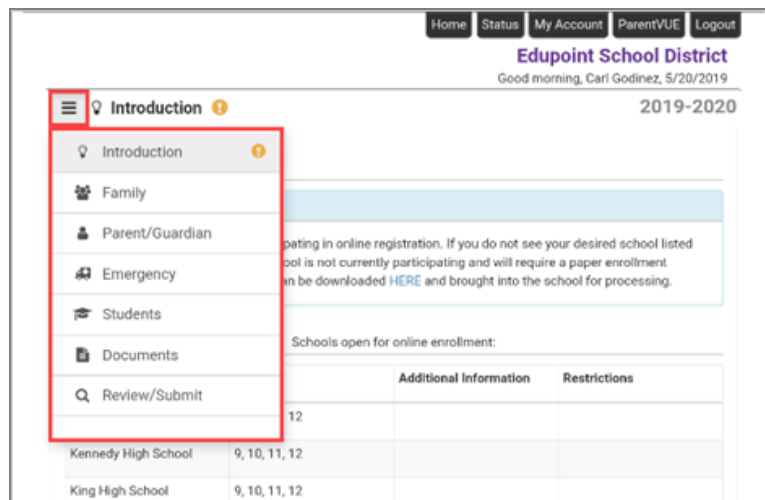 Home Status My Account ParentVUE Logout
Edupoint School District
Good morning, Carl Godinez, 5/20/2019
Introduction
2019-2020
Introduction
Family
Parent/Guardian
Emergency
Students
Documents
Review/Submit
pating in online registration. If you do not see your desired school listed
ool is not currently participating and will require a paper enrollment
n be downloaded HERE and brought into the school for processing.
Schools open for online enrollment:
Additional Information Restrictions
12
Kennedy High School 9, 10, 11, 12
King High School 9, 10, 11, 12